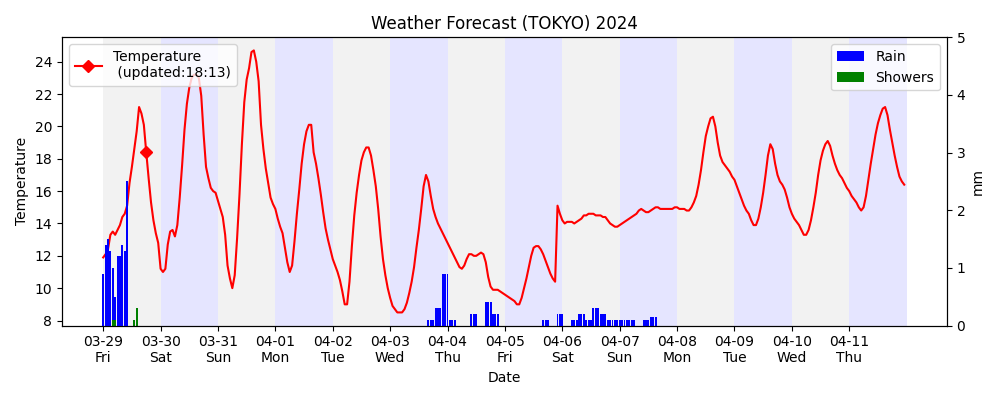 Weather Forecast (TOKYO) 2024
Temperature
(updated:18:13)
Rain
Showers
Temperature
24
22
20
18
16
14
12
10
8
5
4
3
2
1
0
mm
03-29 03-30 03-31 04-01 04-02 04-03 04-04 04-05 04-06 04-07 04-08 04-09 04-10 04-11
Fri Sat Sun Mon Tue Wed Thu Fri Sat Sun Mon Tue Wed Thu
Date